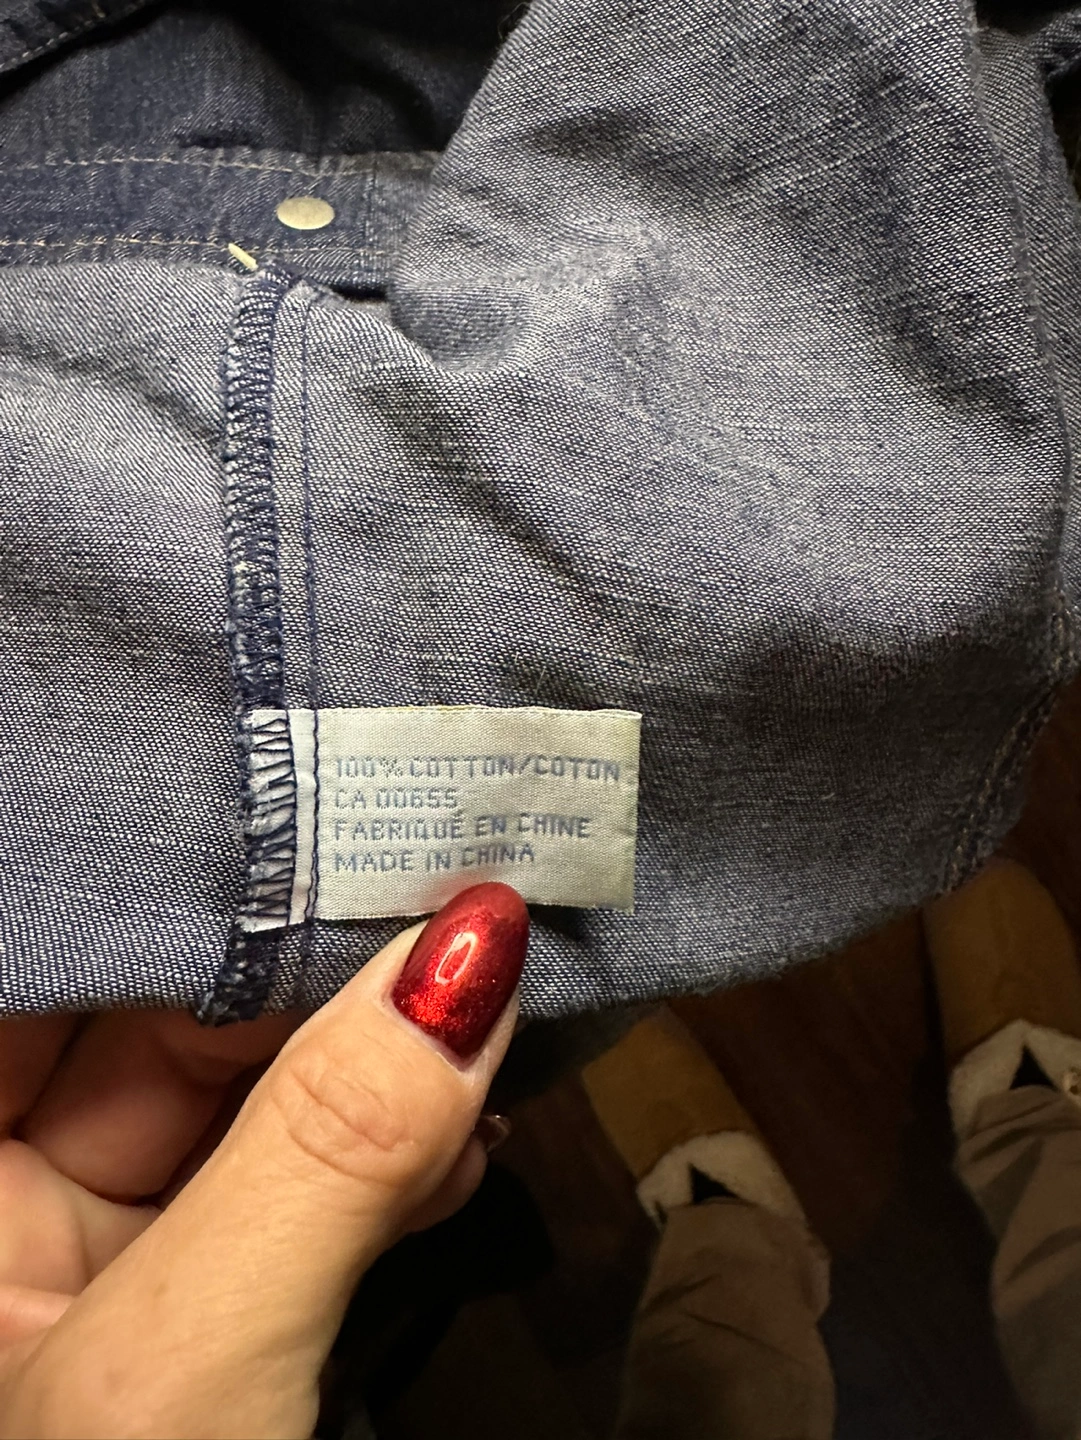 100% COTTON/COTON
CA 00655
FABRIQUÉ EN CHINE
MADE IN CHINA